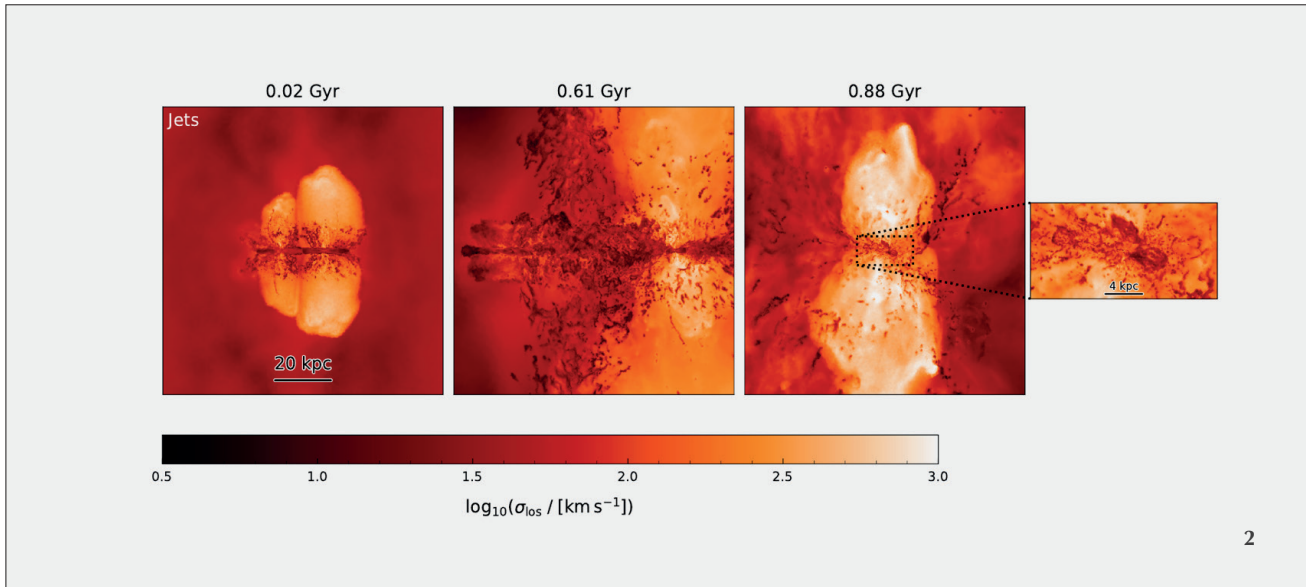 0.02 Gyr
0.61 Gyr
0.88 Gyr
Jets
4 kpc
20 kpc
0.5 1.0 1.5 2.0 2.5 3.0
log₁₀(σ_los / [km s⁻¹])
2